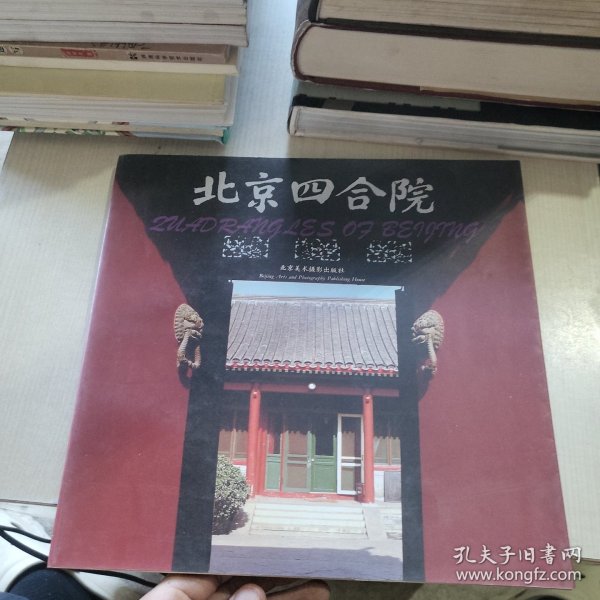 北京四合院
QUADRANGLES OF BEIJING
北京美术摄影出版社
Beijing Arts and Photography Publishing House
孔夫子旧书网
www.kongfz.com